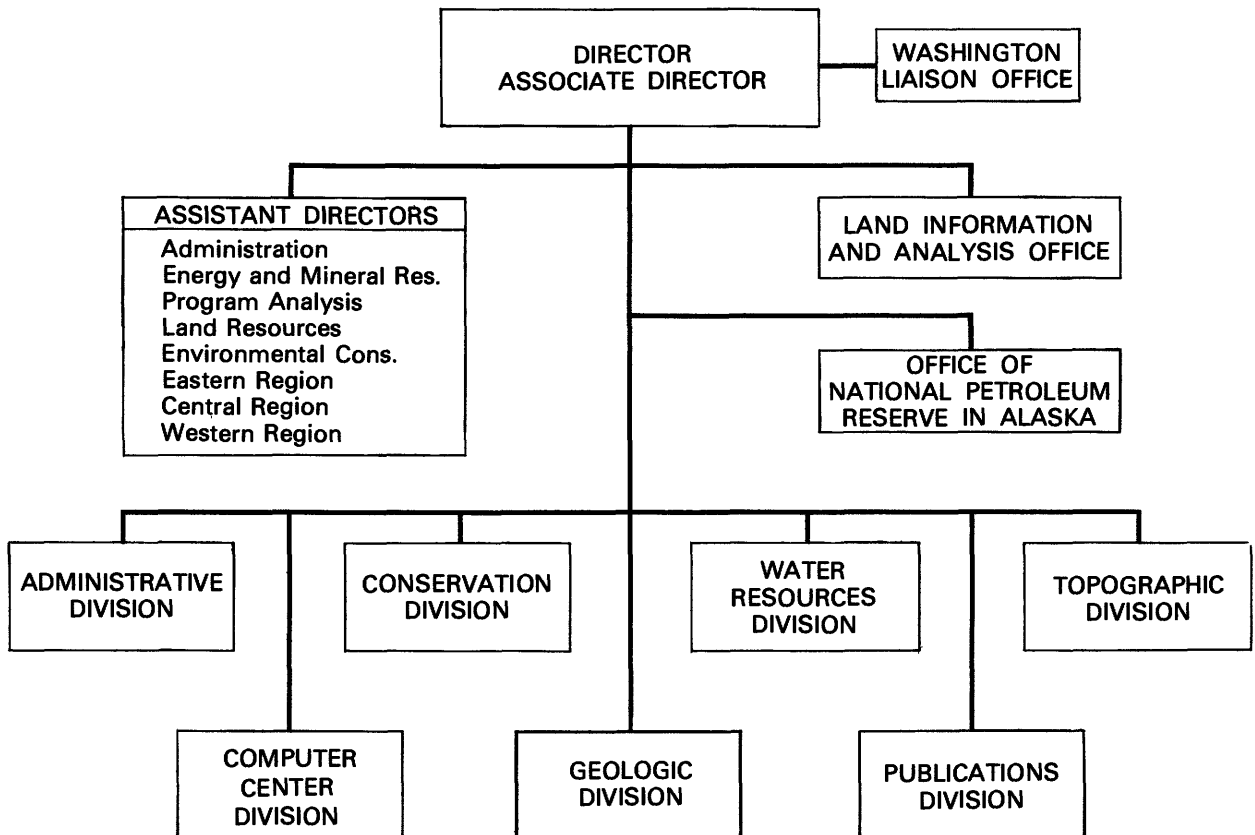 DIRECTOR
ASSOCIATE DIRECTOR
WASHINGTON
LIAISON OFFICE
ASSISTANT DIRECTORS
Administration
Energy and Mineral Res.
Program Analysis
Land Resources
Environmental Cons.
Eastern Region
Central Region
Western Region
LAND INFORMATION
AND ANALYSIS OFFICE
OFFICE OF
NATIONAL PETROLEUM
RESERVE IN ALASKA
ADMINISTRATIVE
DIVISION
CONSERVATION
DIVISION
WATER
RESOURCES
DIVISION
TOPOGRAPHIC
DIVISION
COMPUTER
CENTER
DIVISION
GEOLOGIC
DIVISION
PUBLICATIONS
DIVISION